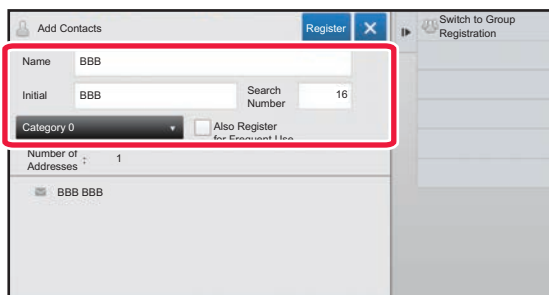 Add Contacts
Register
Switch to Group
Registration
Name
BBB
Initial
BBB
Search
Number
16
Category 0
Also Register
for Frequent Use
Number of
Addresses
:
1
BBB BBB